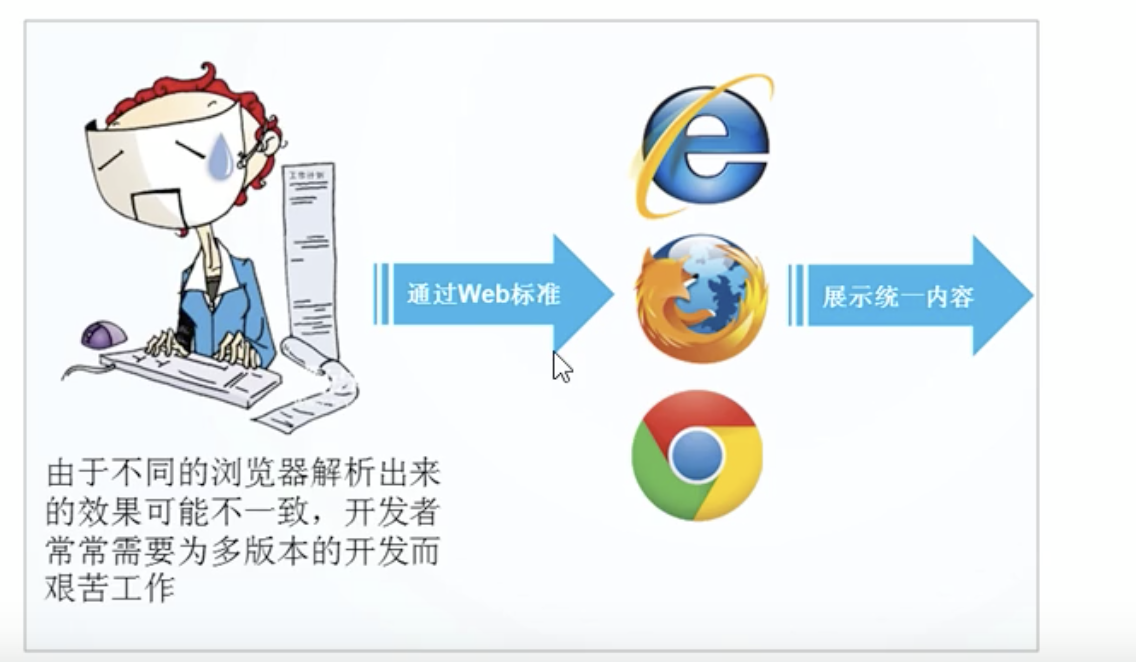 工作计划
通过Web标准
展示统一内容
由于不同的浏览器解析出来
的效果可能不一致，开发者
常常需要为多版本的开发而
艰苦工作